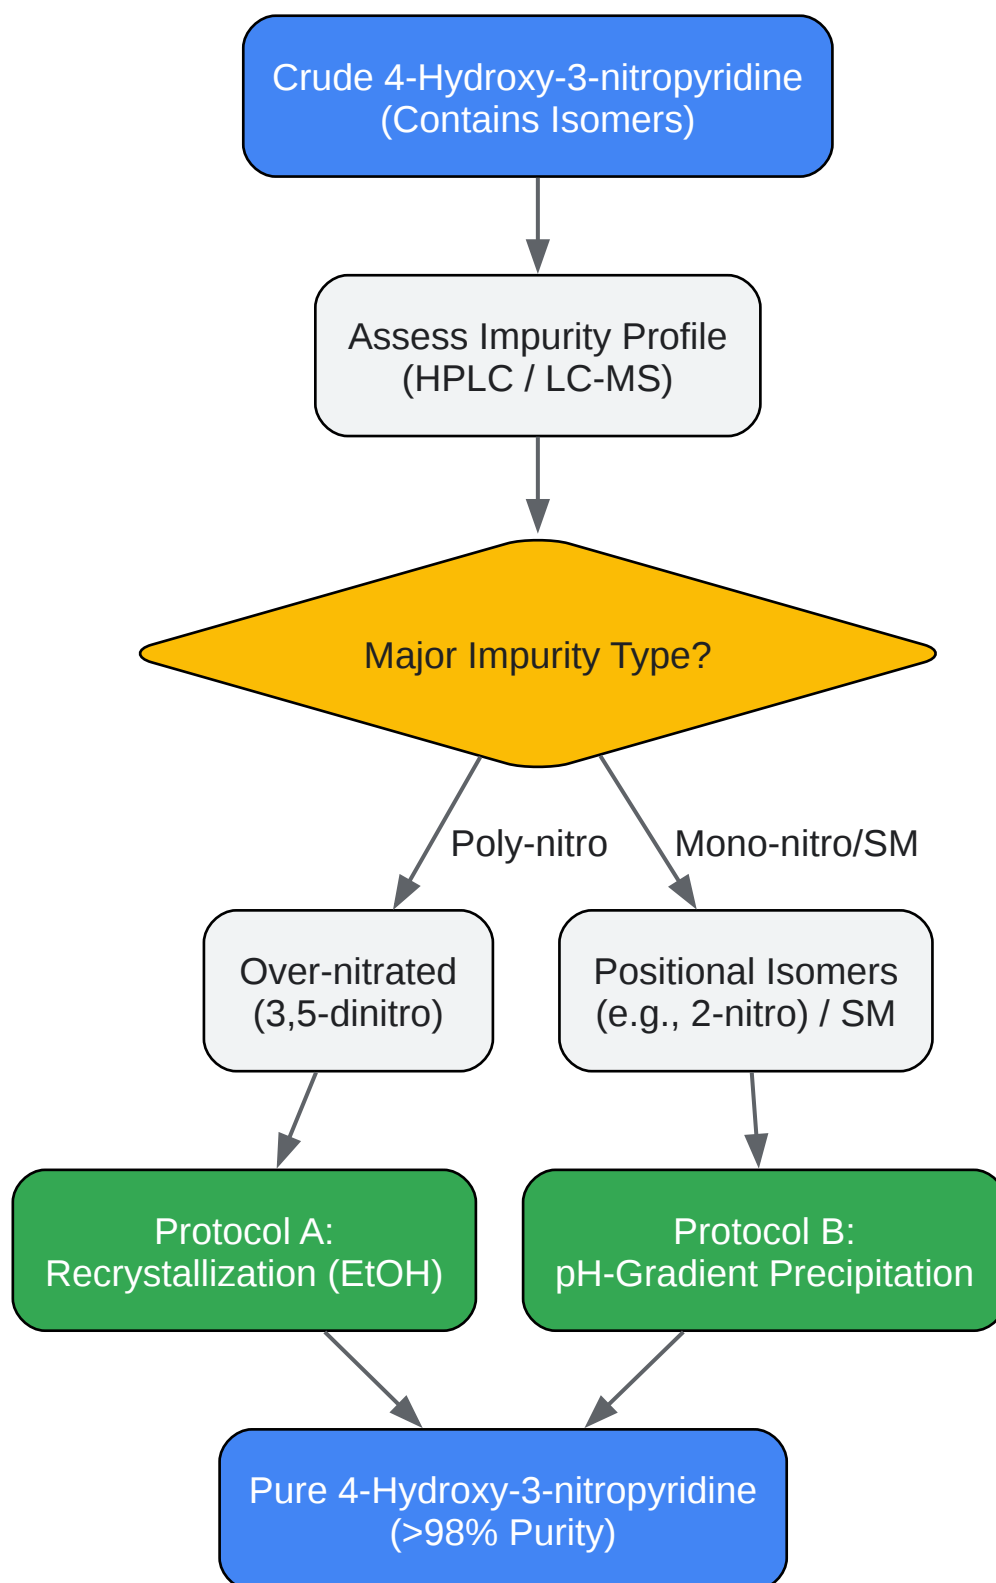 Crude 4-Hydroxy-3-nitropyridine
(Contains Isomers)
Assess Impurity Profile
(HPLC / LC-MS)
Major Impurity Type?
Poly-nitro
Mono-nitro/SM
Over-nitrated
(3,5-dinitro)
Positional Isomers
(e.g., 2-nitro) / SM
Protocol A:
Recrystallization (EtOH)
Protocol B:
pH-Gradient Precipitation
Pure 4-Hydroxy-3-nitropyridine
(>98% Purity)